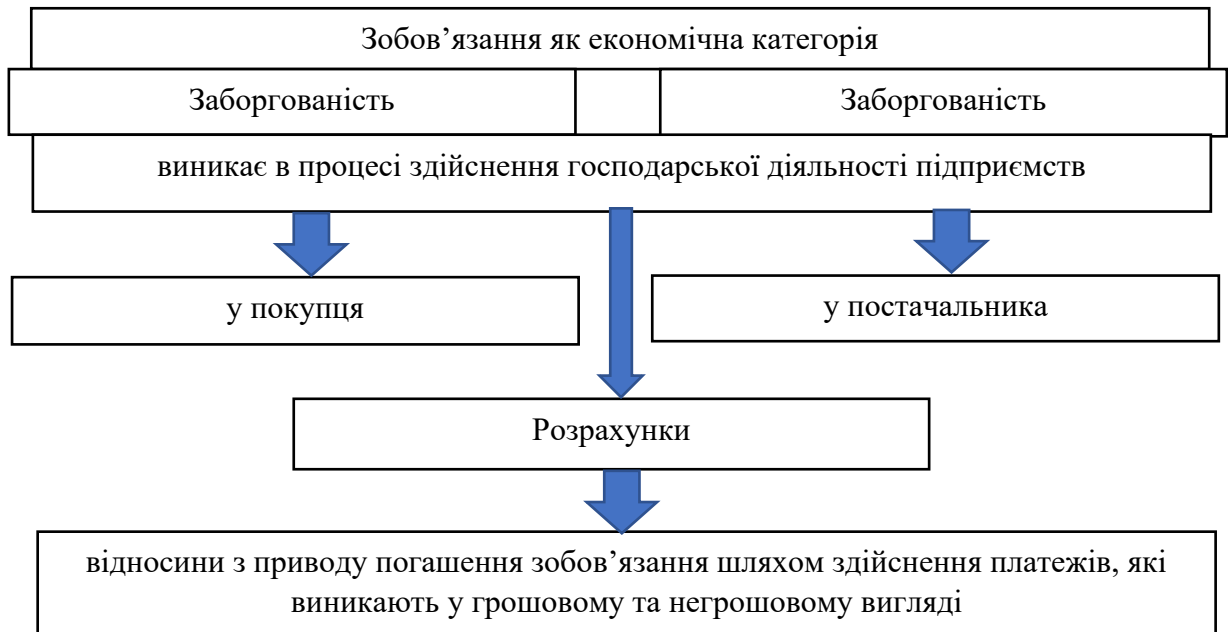 Зобов’язання як економічна категорія
Заборгованість
Заборгованість
виникає в процесі здійснення господарської діяльності підприємств
у покупця
у постачальника
Розрахунки
відносини з приводу погашення зобов’язання шляхом здійснення платежів, які
виникають у грошовому та негрошовому вигляді